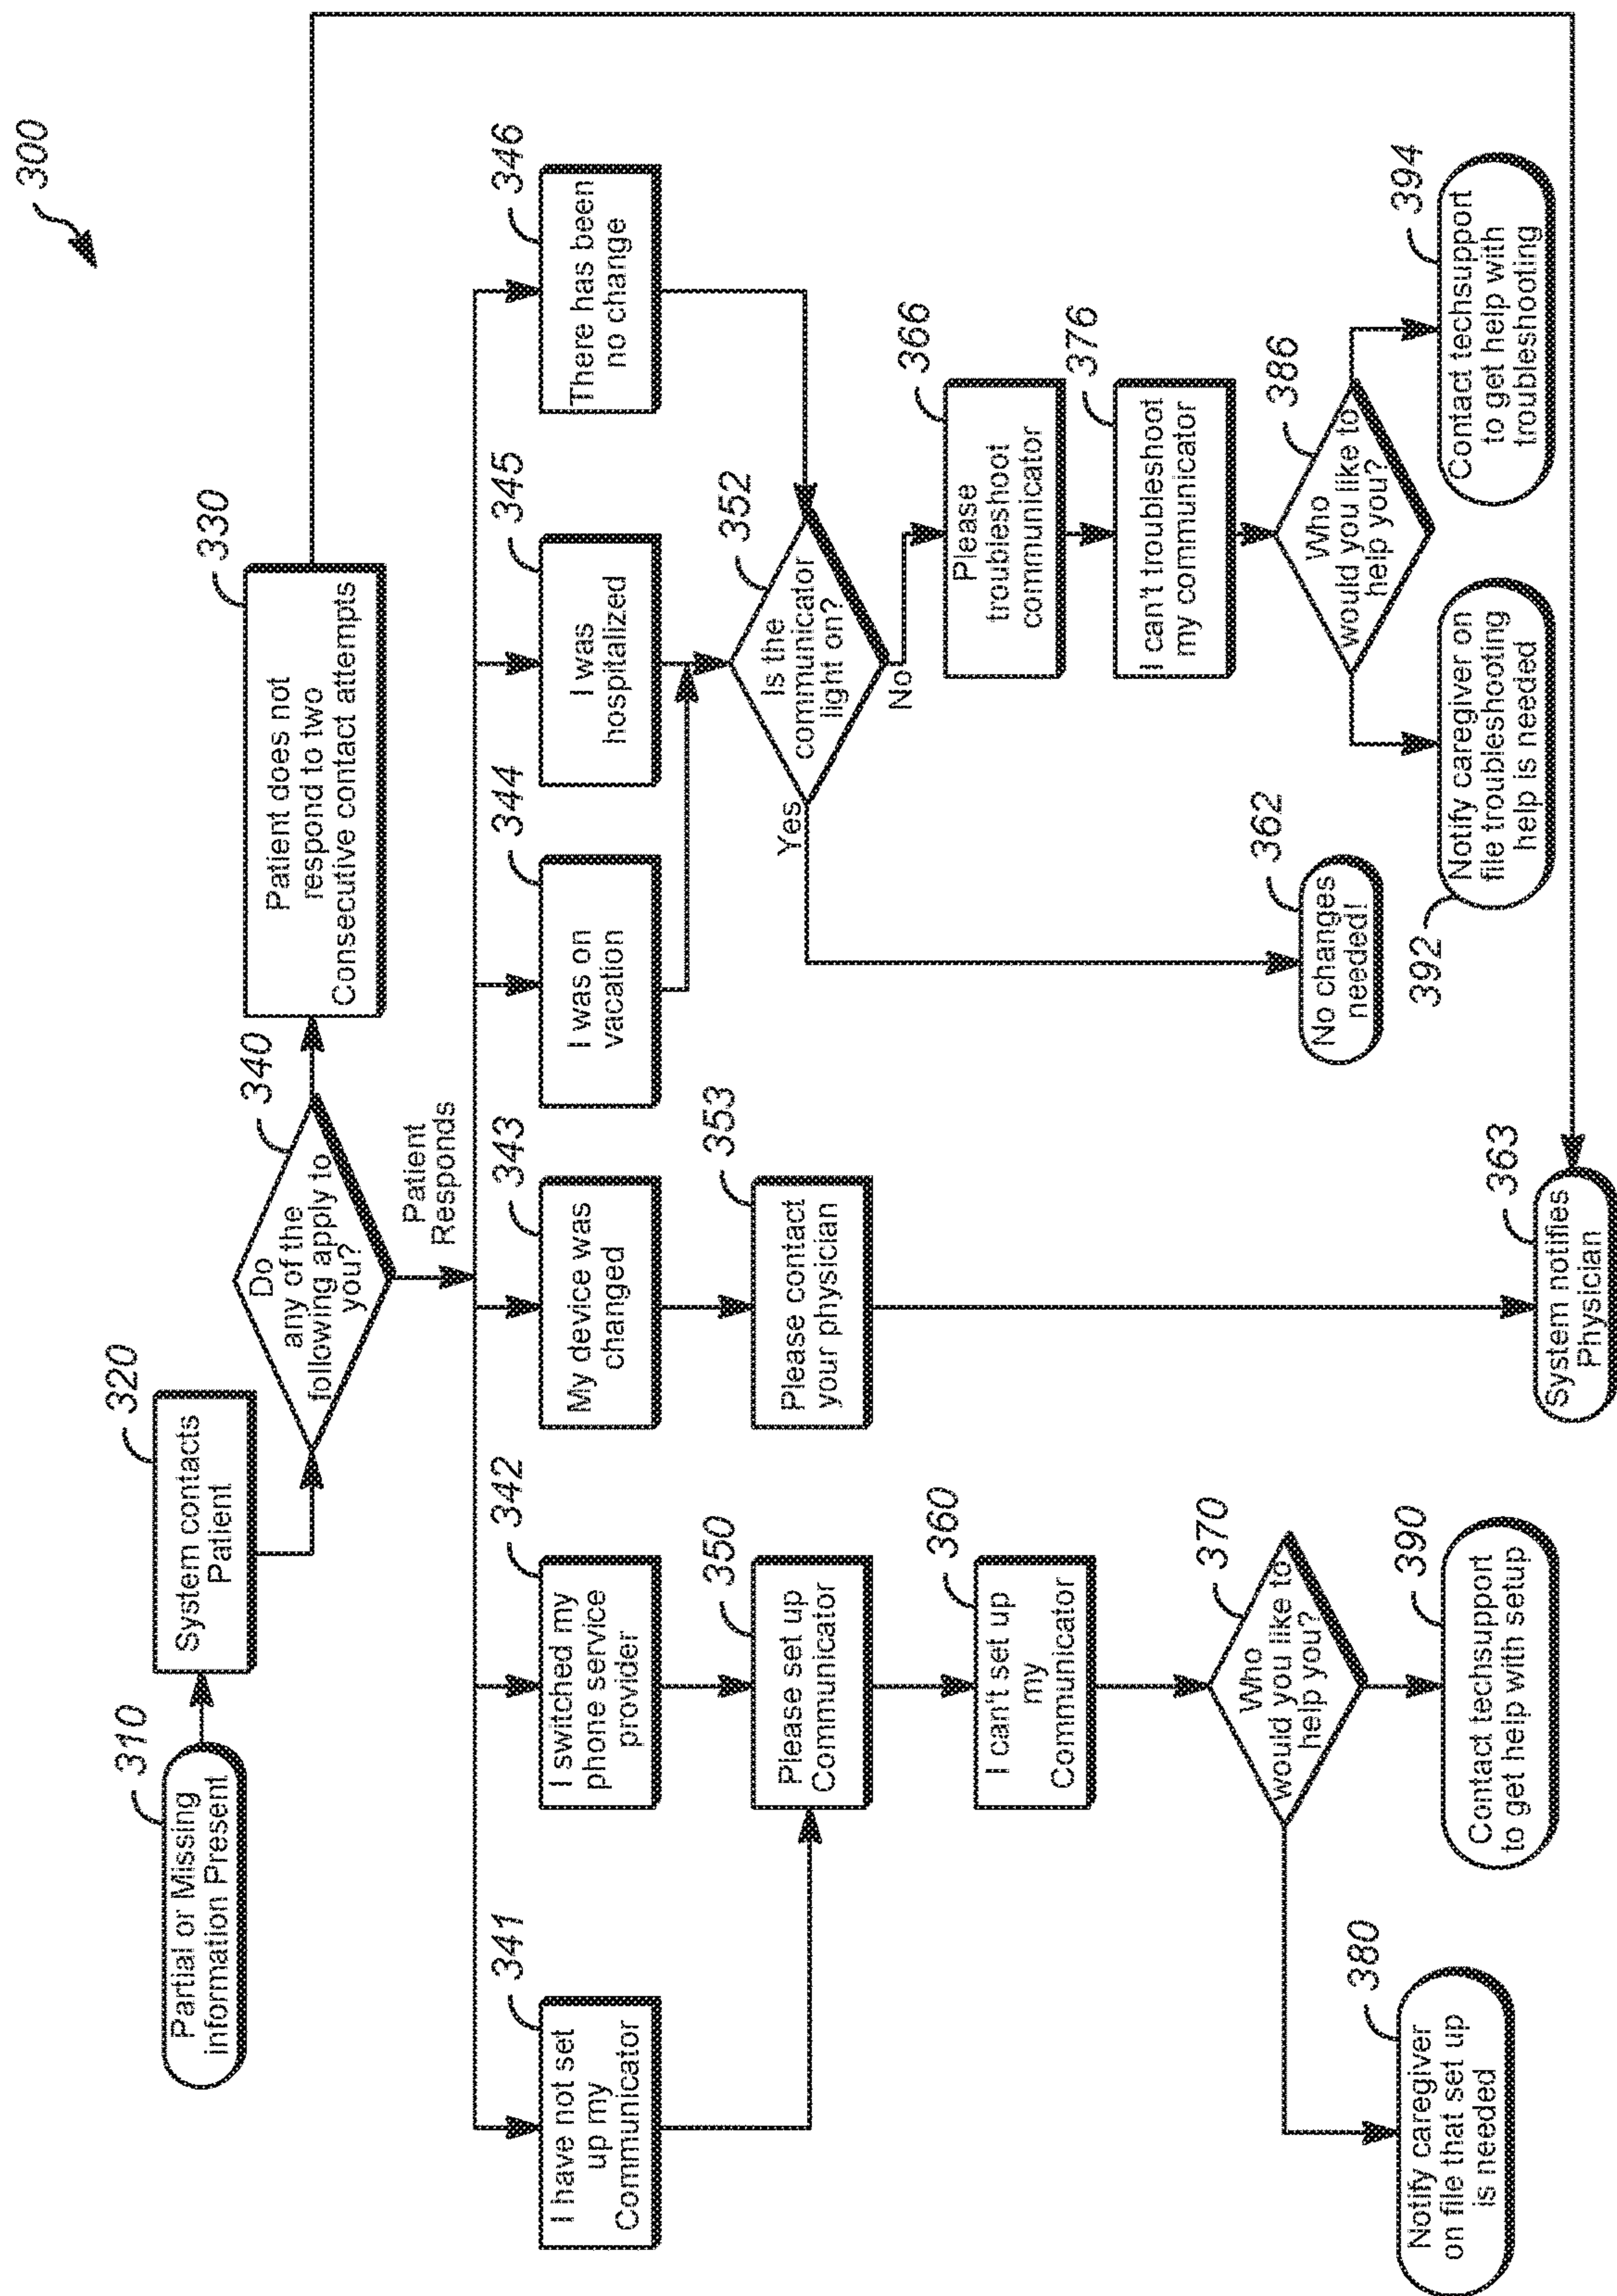 300
310
Partial or Missing
information Present
320
System contacts
Patient
340
Do
any of the
following apply to
you?
330
Patient does not
respond to two
Consecutive contact attempts
Patient
Responds
341
I have not set
up my
Communicator
342
I switched my
phone service
provider
343
My device was
changed
344
I was on
vacation
345
I was
hospitalized
346
There has been
no change
350
Please set up
Communicator
353
Please contact
your physician
352
Is the
communicator
light on?
Yes
No
360
I can't set up
my
Communicator
366
Please
troubleshoot
communicator
376
I can't troubleshoot
my communicator
370
Who
would you like to
help you?
386
Who
would you like to
help you?
362
No changes
needed!
380
Notify caregiver
on file that set up
is needed
390
Contact techsupport
to get help with setup
392
Notify caregiver on
file troubleshooting
help is needed
394
Contact techsupport
to get help with
troubleshooting
363
System notifies
Physician